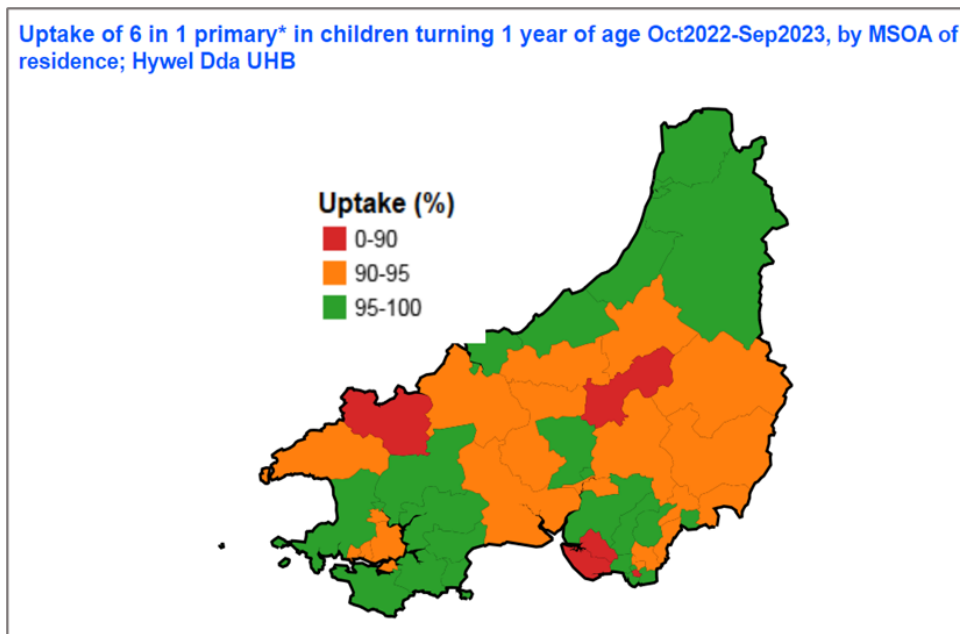 Uptake of 6 in 1 primary* in children turning 1 year of age Oct2022-Sep2023, by MSOA of
residence; Hywel Dda UHB
Uptake (%)
0-90
90-95
95-100